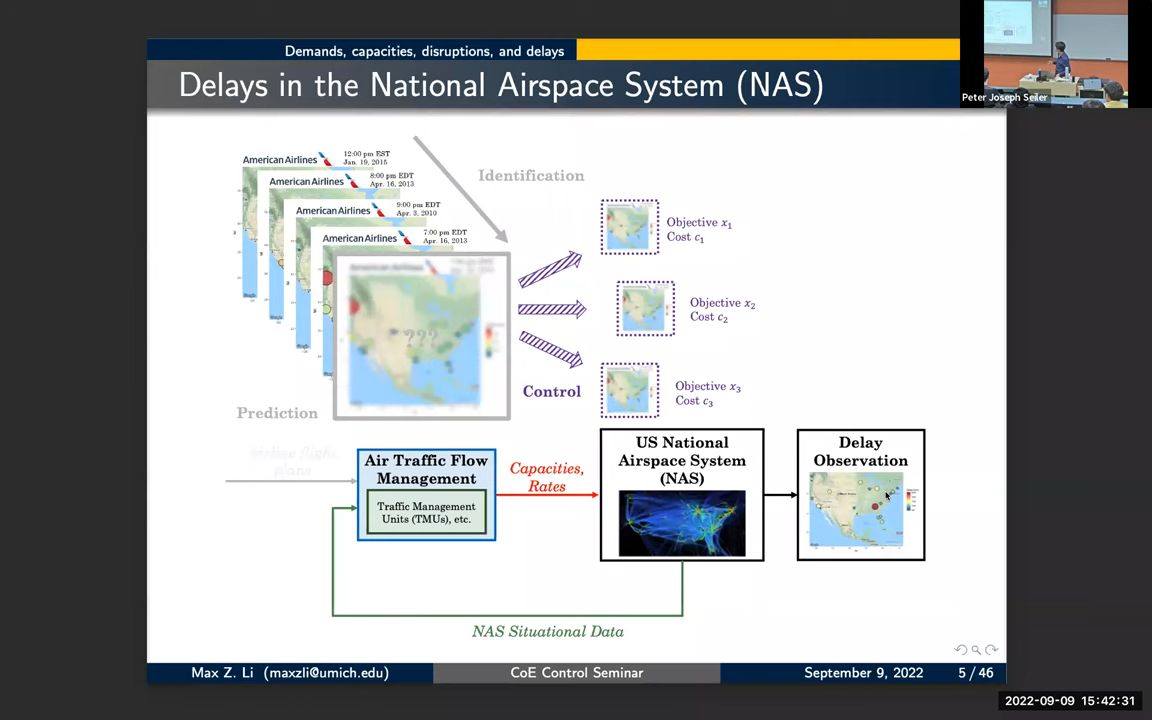 Demands, capacities, disruptions, and delays
Delays in the National Airspace System (NAS)
Peter Joseph Seiler
American Airlines
12:00 pm EST
Jan. 19, 2015
American Airlines
8:00 pm EDT
Apr. 16, 2013
American Airlines
9:00 pm EDT
Apr. 3, 2010
American Airlines
7:00 pm EDT
Apr. 16, 2013
???
Identification
Prediction
Control
Objective x₁
Cost c₁
Objective x₂
Cost c₂
Objective x₃
Cost c₃
airline flight
plans
Air Traffic Flow
Management
Traffic Management
Units (TMUs), etc.
Capacities,
Rates
US National
Airspace System
(NAS)
Delay
Observation
NAS Situational Data
Max Z. Li (maxzli@umich.edu)
CoE Control Seminar
September 9, 2022
5 / 46
2022-09-09 15:42:31